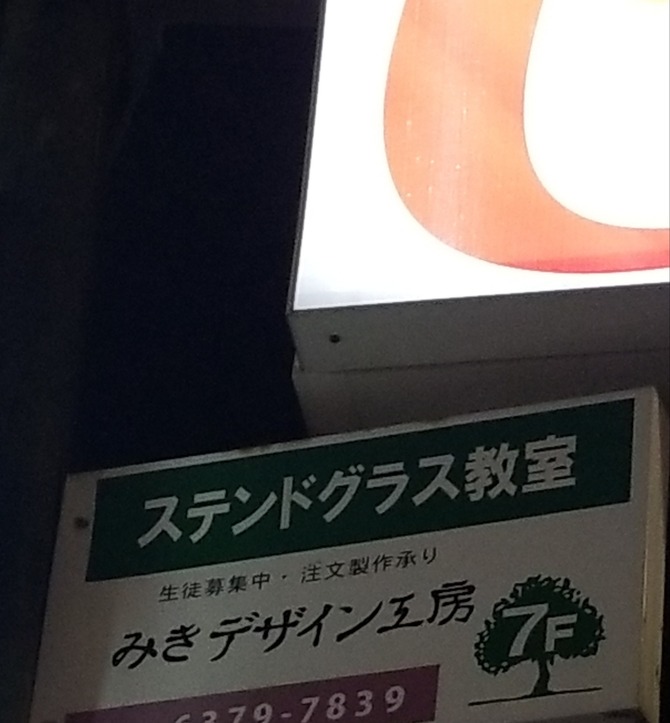 ステンドグラス教室
生徒募集中・注文製作承り
みきデザイン工房
7F
6379-7839